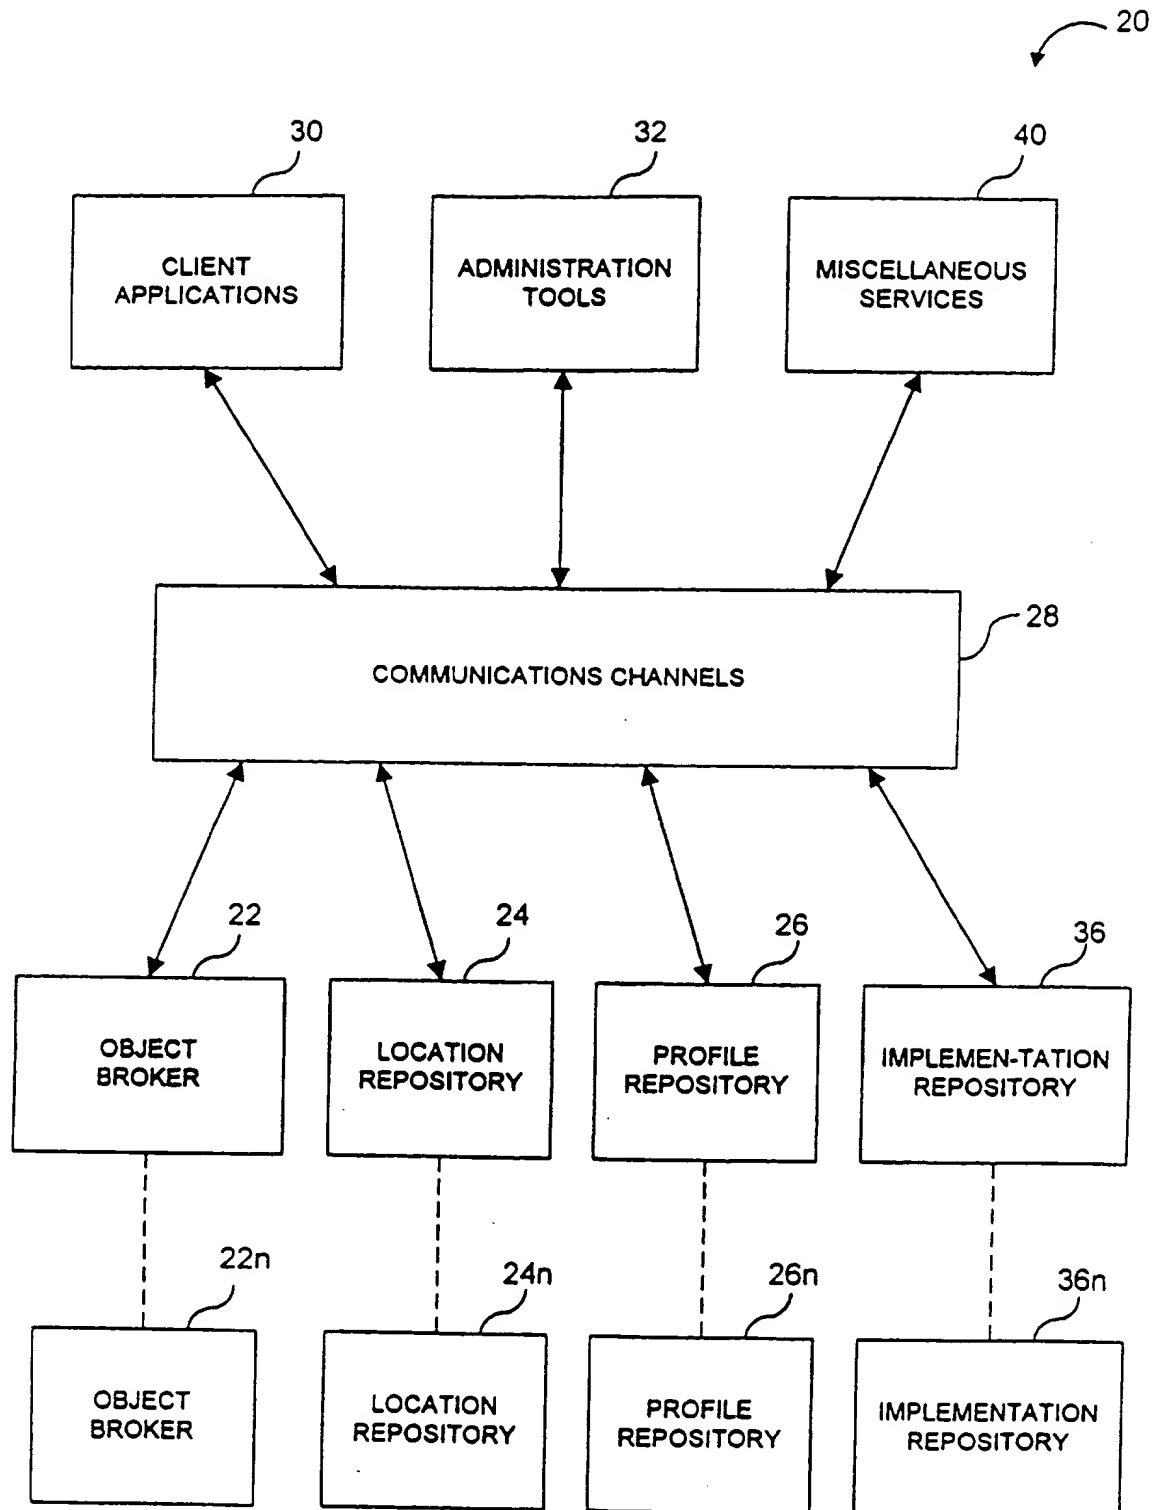 20
30
32
40
CLIENT
APPLICATIONS
ADMINISTRATION
TOOLS
MISCELLANEOUS
SERVICES
28
COMMUNICATIONS CHANNELS
22
24
26
36
OBJECT
BROKER
LOCATION
REPOSITORY
PROFILE
REPOSITORY
IMPLEMEN-TATION
REPOSITORY
22n
24n
26n
36n
OBJECT
BROKER
LOCATION
REPOSITORY
PROFILE
REPOSITORY
IMPLEMENTATION
REPOSITORY